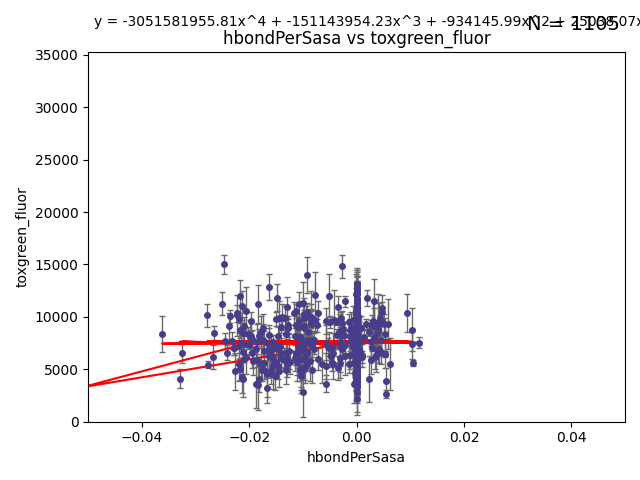 y = -3051581955.81x^4 + -151143954.23x^3 + -934145.99x^2 +
N = 1105
hbondPerSasa vs toxgreen_fluor
35000
30000
25000
20000
15000
10000
5000
0
toxgreen_fluor
−0.04 −0.02 0.00 0.02 0.04
hbondPerSasa